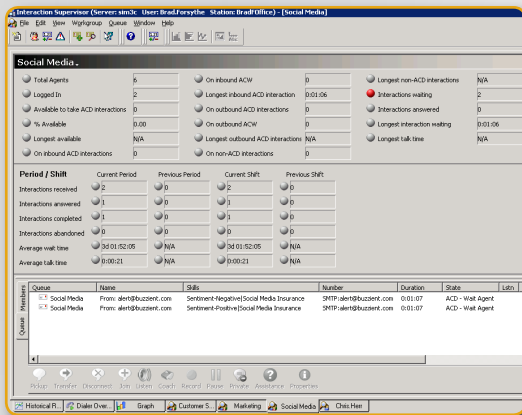 Interaction Supervisor (Server: sim3c User: Brad.Forsythe Station: BradFOffice) - [Social Media]
File Edit View Workgroup Queue Window Help
Social Media
Total Agents 6 On inbound ACW 0 Longest non-ACD interactions N/A
Logged In 2 Longest inbound ACD interaction 0:01:06 Interactions waiting 2
Available to take ACD interactions 0 On outbound ACD interactions 0 Interactions answered 0
% Available 0.00 On outbound ACW 0 Longest interaction waiting 0:01:06
Longest available N/A Longest outbound ACD interactions N/A Longest talk time N/A
On inbound ACD interactions 0 On non-ACD interactions 0
Period / Shift Current Period Previous Period Current Shift Previous Shift
Interactions received 2 0 2 0
Interactions answered 1 0 1 0
Interactions completed 1 0 1 0
Interactions abandoned 0 0 0 0
Average wait time 3d 01:52:05 N/A 3d 01:52:05 N/A
Average talk time 0:00:21 N/A 0:00:21 N/A
Members
Queue
Queue Name Skills Number Duration State Lstn
Social Media From: alert@buzzient.com Sentiment-Negative|Social Media Insurance SMTP:alert@buzzient.com 0:01:07 ACD - Wait Agent
Social Media From: alert@buzzient.com Sentiment-Positive|Social Media Insurance SMTP:alert@buzzient.com 0:01:07 ACD - Wait Agent
Pickup Transfer Disconnect Join Listen Coach Record Pause Private Assistance Properties
Historical R... Dialer Over... Graph Customer S... Marketing Social Media Chris Herr